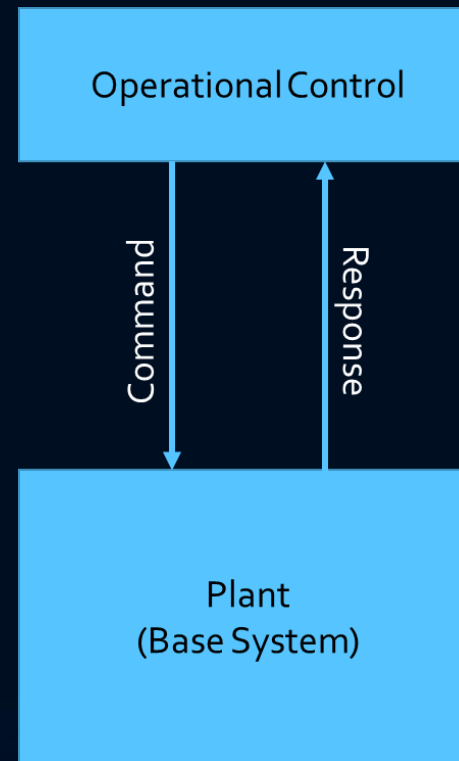 Operational Control
Command
Response
Plant
(Base System)